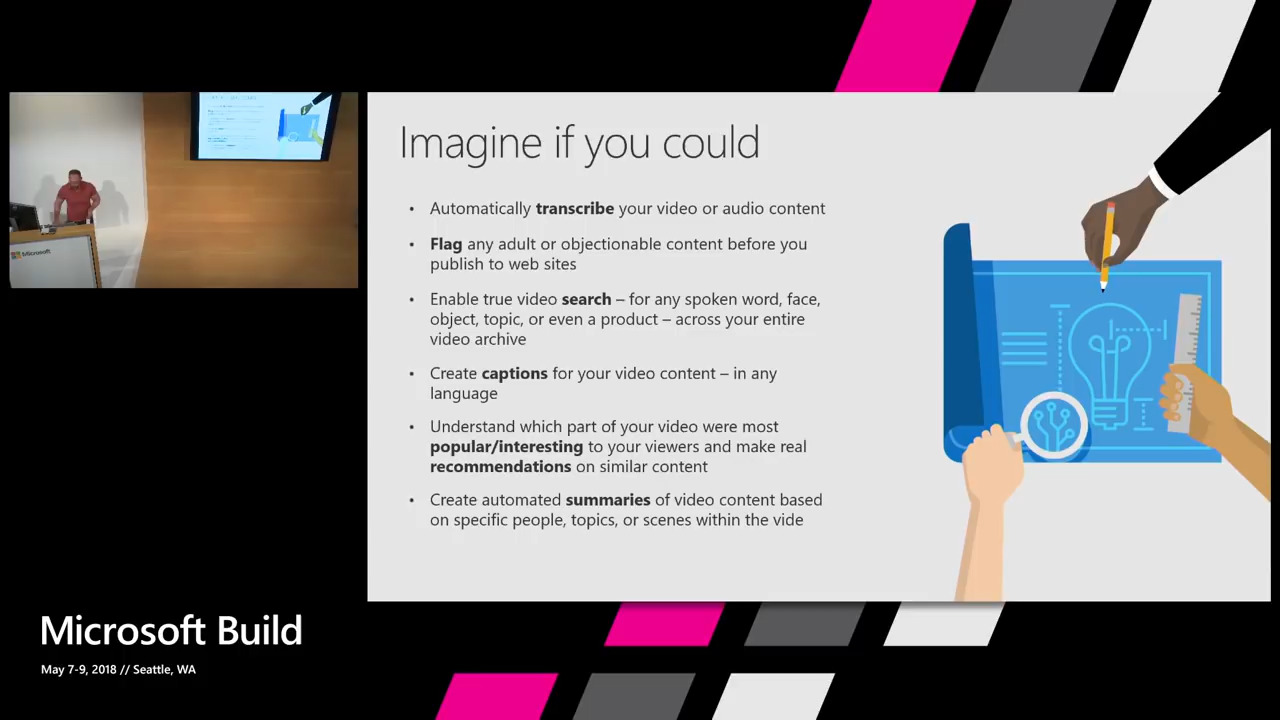 Imagine if you could
• Automatically transcribe your video or audio content
• Flag any adult or objectionable content before you
publish to web sites
• Enable true video search – for any spoken word, face,
object, topic, or even a product – across your entire
video archive
• Create captions for your video content – in any
language
• Understand which part of your video were most
popular/interesting to your viewers and make real
recommendations on similar content
• Create automated summaries of video content based
on specific people, topics, or scenes within the vide
Microsoft
Microsoft Build
May 7-9, 2018 // Seattle, WA